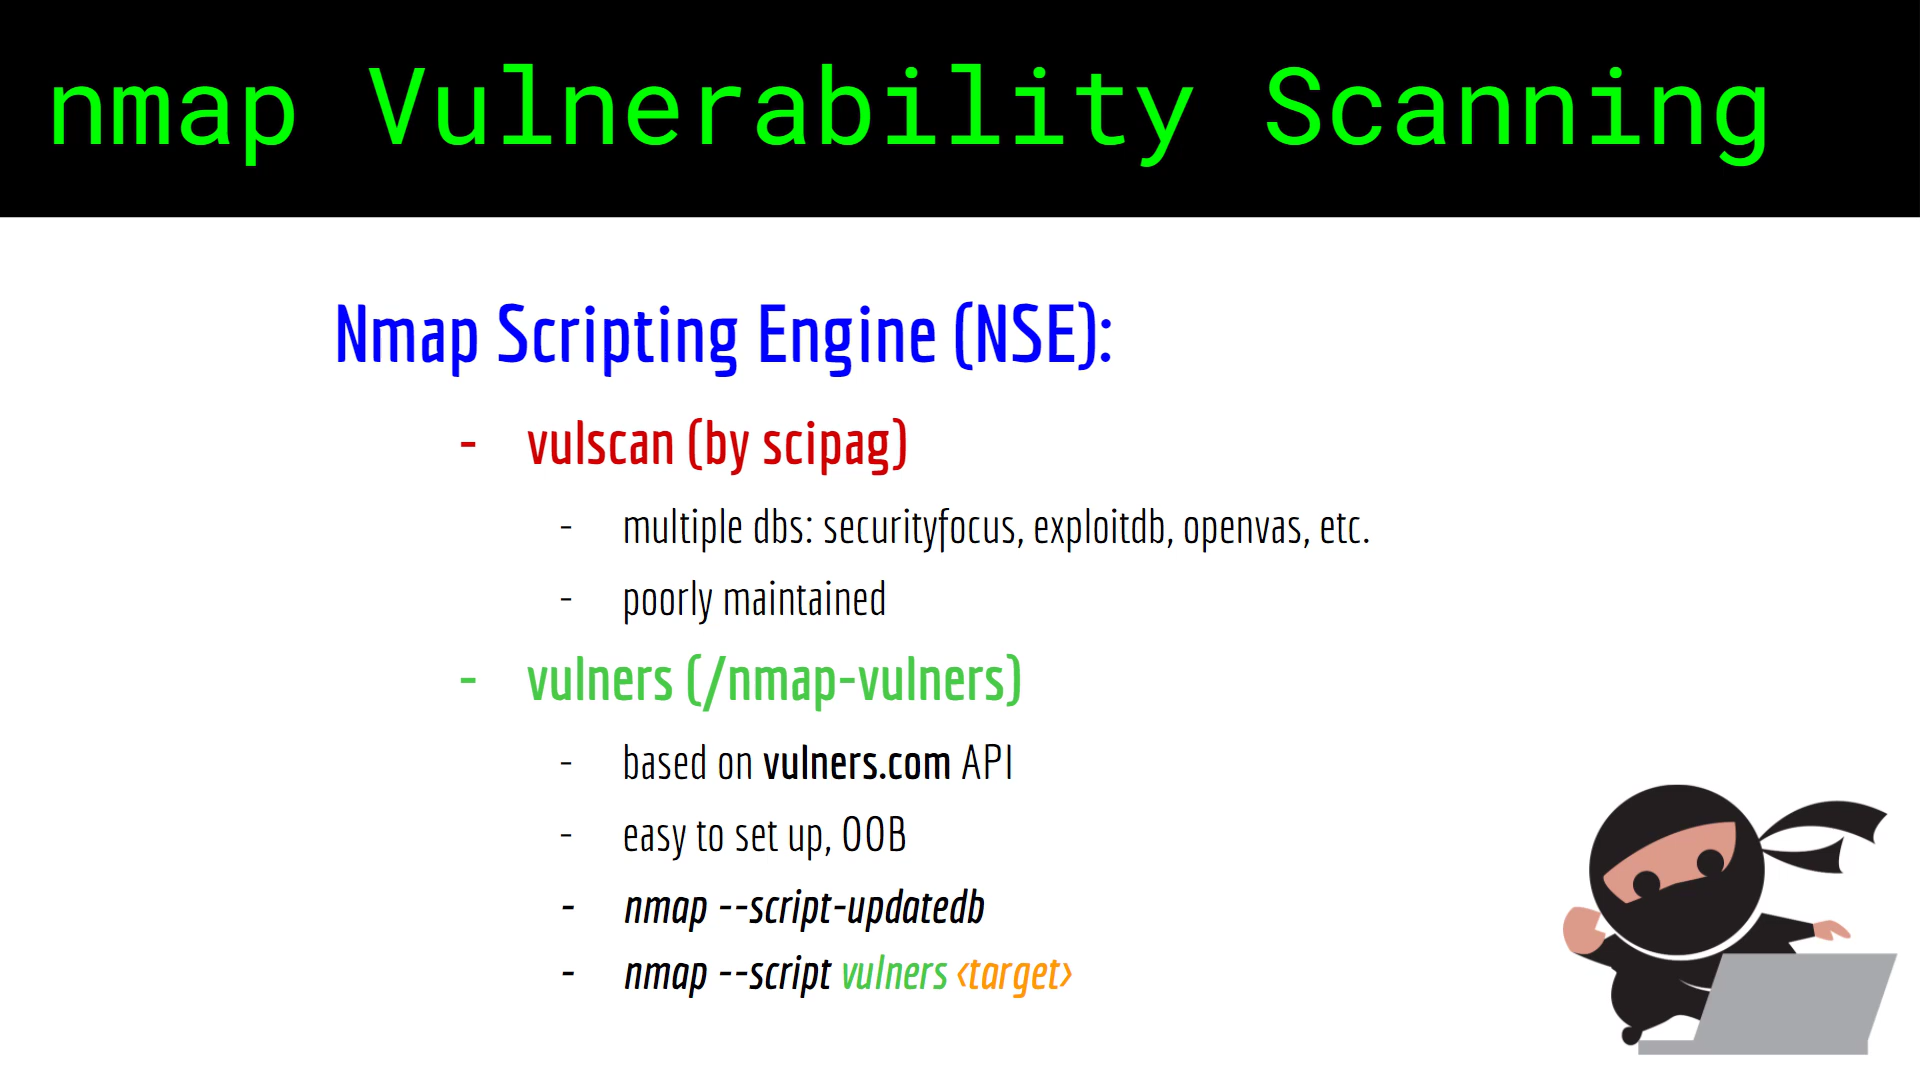 nmap Vulnerability Scanning
Nmap Scripting Engine (NSE):
- vulscan (by scipag)
- multiple dbs: securityfocus, exploitdb, openvas, etc.
- poorly maintained
- vulners (/nmap-vulners)
- based on vulners.com API
- easy to set up, OOB
- nmap --script-updatedb
- nmap --script vulners <target>